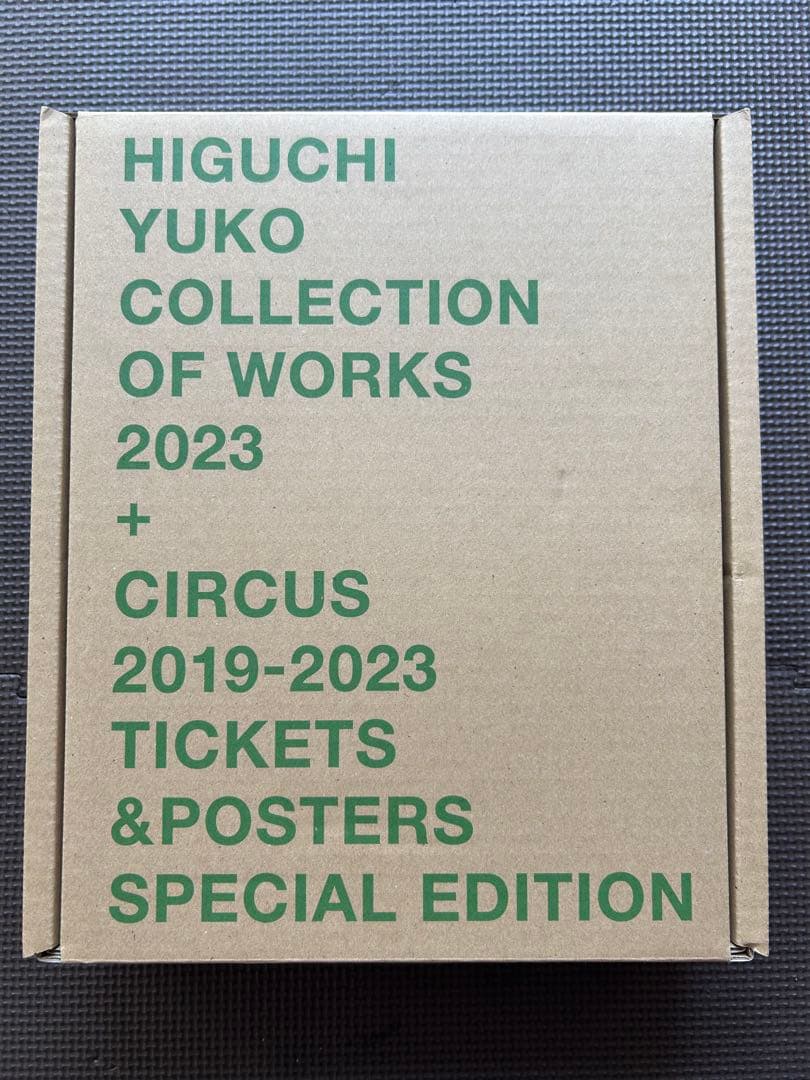 HIGUCHI
YUKO
COLLECTION
OF WORKS
2023
+
CIRCUS
2019-2023
TICKETS
&POSTERS
SPECIAL EDITION